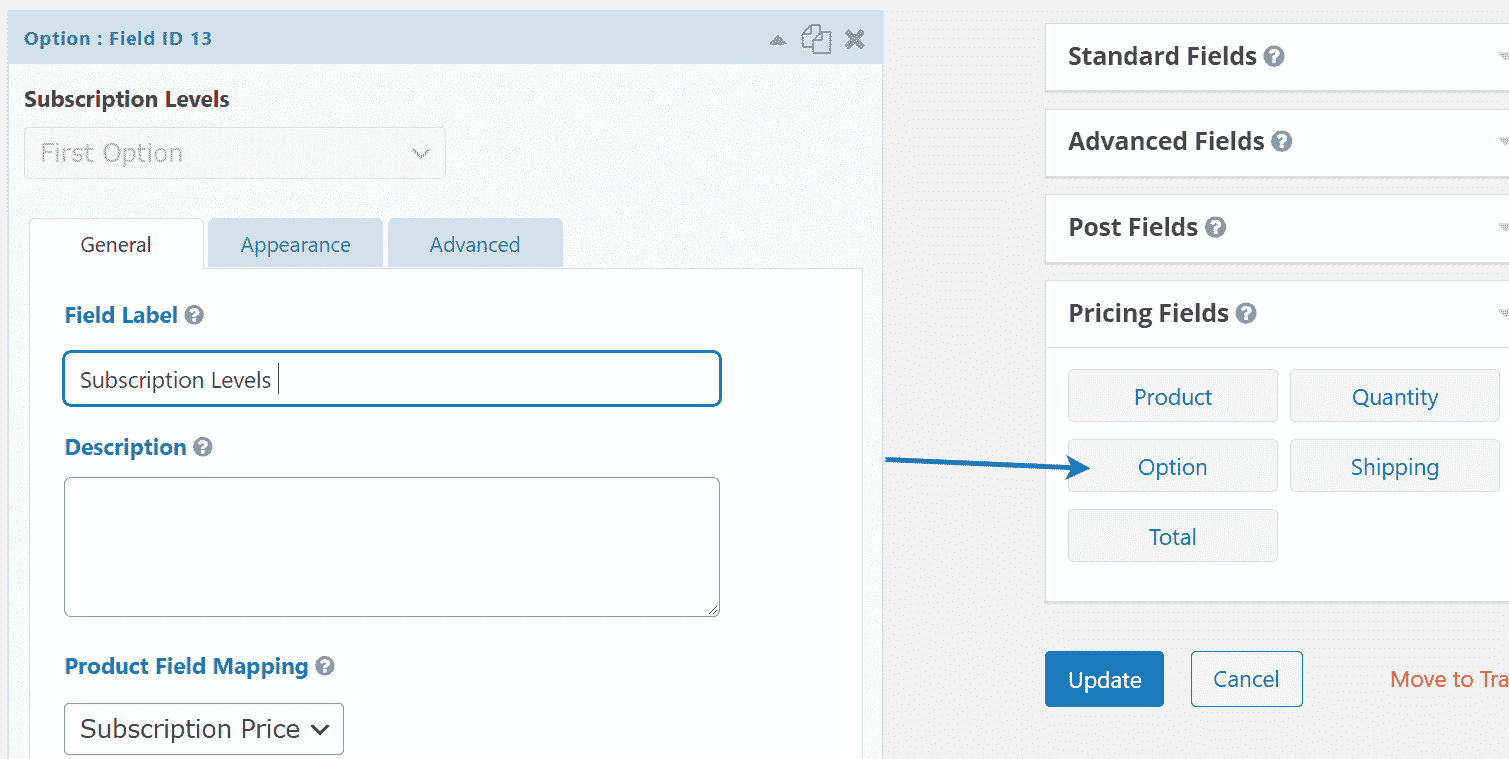 Option : Field ID 13
Subscription Levels
First Option
General Appearance Advanced
Field Label ?
Subscription Levels
Description ?
Product Field Mapping ?
Subscription Price
Standard Fields ?
Advanced Fields ?
Post Fields ?
Pricing Fields ?
Product Quantity
Option Shipping
Total
Update Cancel Move to Tra